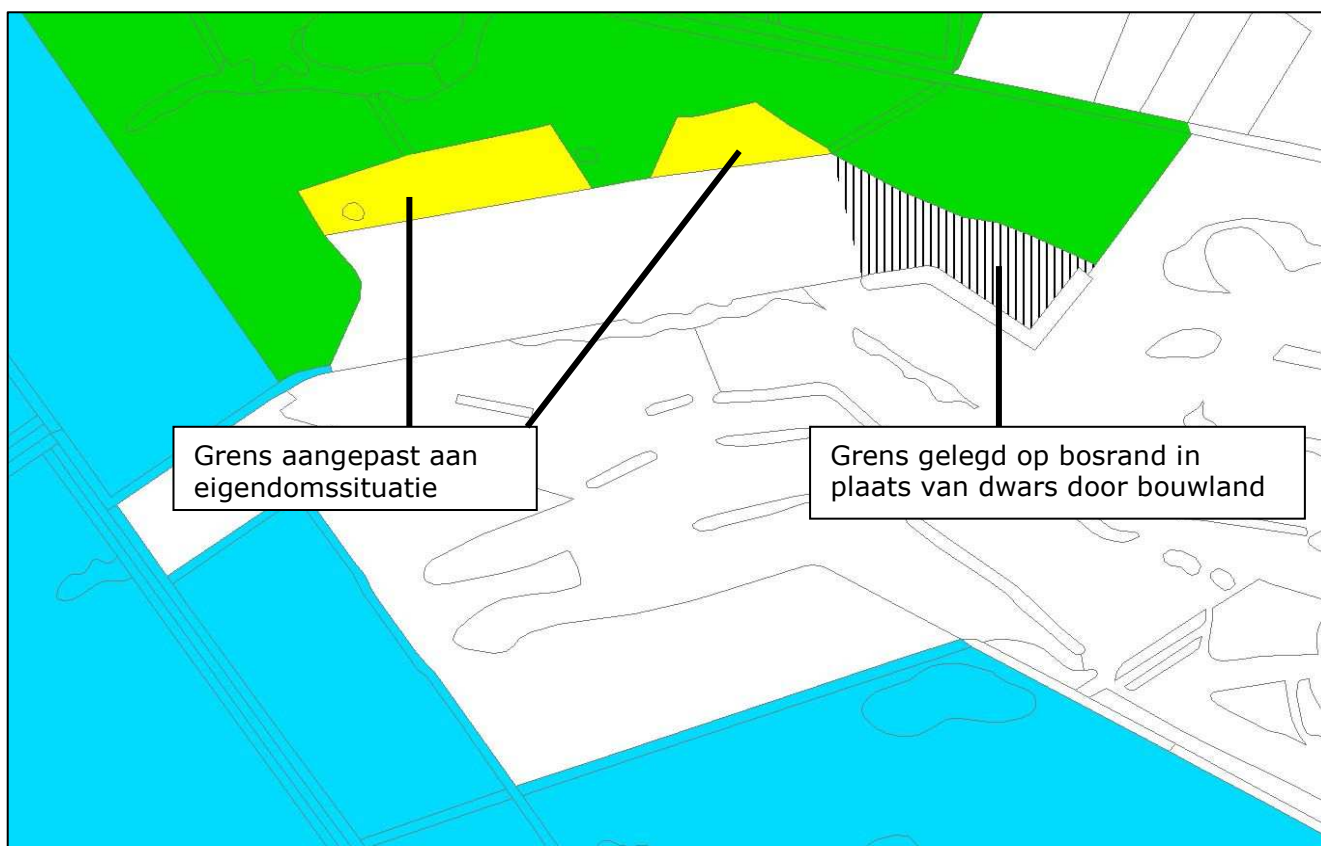 Grens aangepast aan
eigendomssituatie
Grens gelegd op bosrand in
plaats van dwars door bouwland